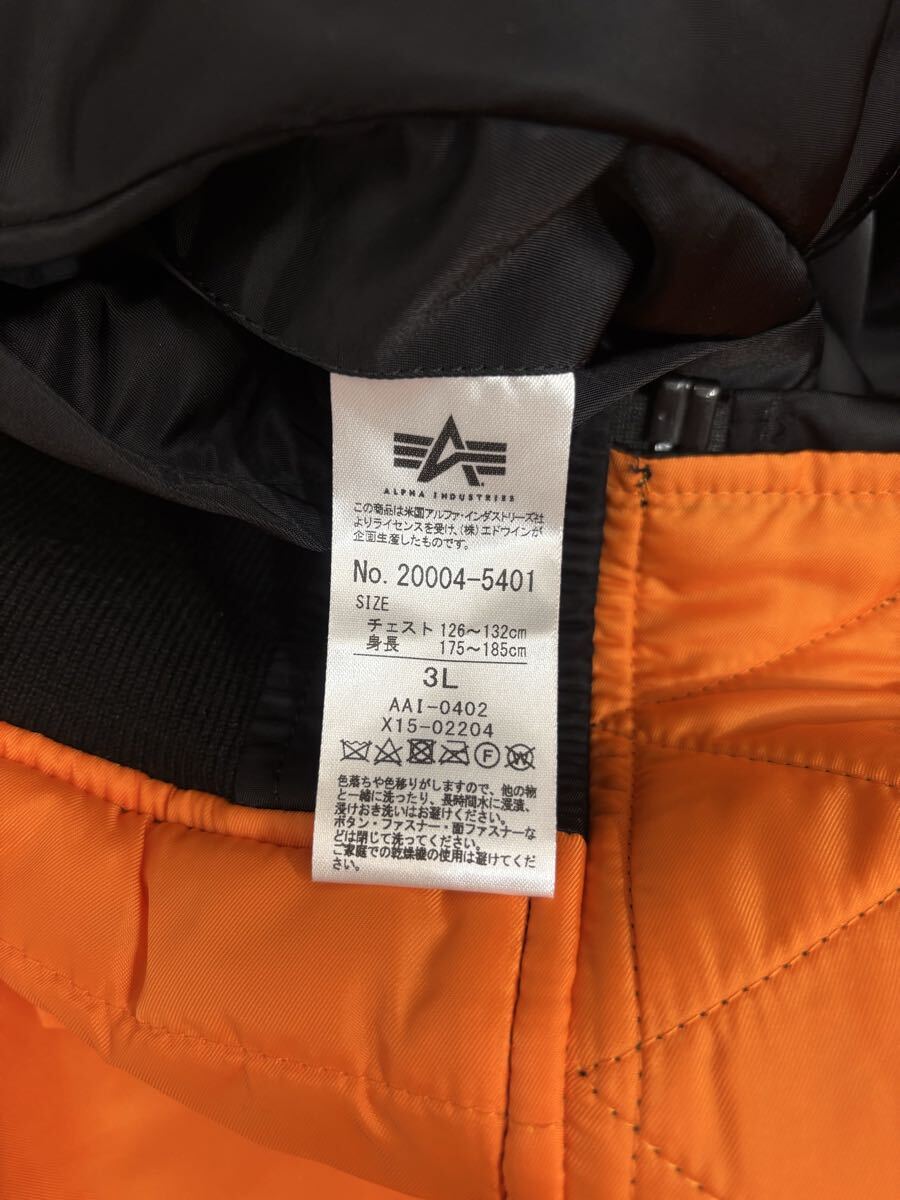 ALPHA INDUSTRIES
この商品は米国アルファ・インダストリーズ社
よりライセンスを受け、(株)エドウインが
企画生産したものです。
No. 20004-5401
SIZE
チェスト 126～132cm
身長 175～185cm
3L
AAI-0402
X15-02204
F
W
色落ちや色移りがしますので、他の物
と一緒に洗ったり、長時間水に浸漬、
浸けおき洗いはお避けください。
ボタン・ファスナー・面ファスナーな
どは閉じて洗ってください。
ご家庭での乾燥機の使用は避けてくだ
さい。